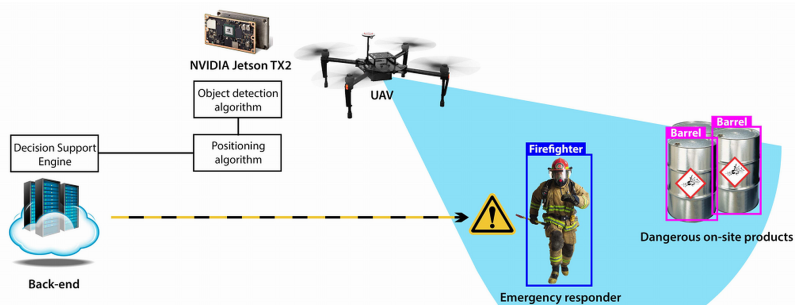 NVIDIA Jetson TX2
Object detection
algorithm
UAV
Decision Support
Engine
Positioning
algorithm
Firefighter
Barrel
Barrel
Dangerous on-site products
Back-end
Emergency responder